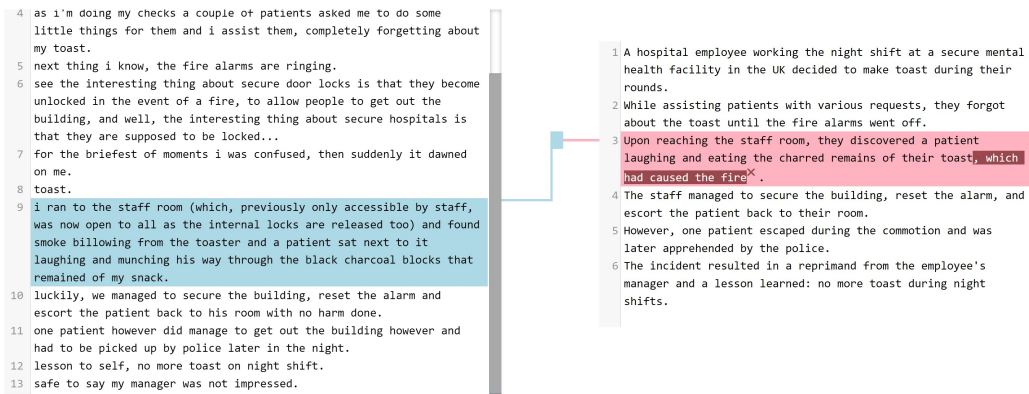 4 as i'm doing my checks a couple of patients asked me to do some
little things for them and i assist them, completely forgetting about
my toast.
5 next thing i know, the fire alarms are ringing.
6 see the interesting thing about secure door locks is that they become
unlocked in the event of a fire, to allow people to get out the
building, and well, the interesting thing about secure hospitals is
that they are supposed to be locked...
7 for the briefest of moments i was confused, then suddenly it dawned
on me.
8 toast.
9 i ran to the staff room (which, previously only accessible by staff,
was now open to all as the internal locks are released too) and found
smoke billowing from the toaster and a patient sat next to it
laughing and munching his way through the black charcoal blocks that
remained of my snack.
10 luckily, we managed to secure the building, reset the alarm and
escort the patient back to his room with no harm done.
11 one patient however did manage to get out the building however and
had to be picked up by police later in the night.
12 lesson to self, no more toast on night shift.
13 safe to say my manager was not impressed.
1 A hospital employee working the night shift at a secure mental
health facility in the UK decided to make toast during their
rounds.
2 While assisting patients with various requests, they forgot
about the toast until the fire alarms went off.
3 Upon reaching the staff room, they discovered a patient
laughing and eating the charred remains of their toast, which
had caused the fire× .
4 The staff managed to secure the building, reset the alarm, and
escort the patient back to their room.
5 However, one patient escaped during the commotion and was
later apprehended by the police.
6 The incident resulted in a reprimand from the employee's
manager and a lesson learned: no more toast during night
shifts.